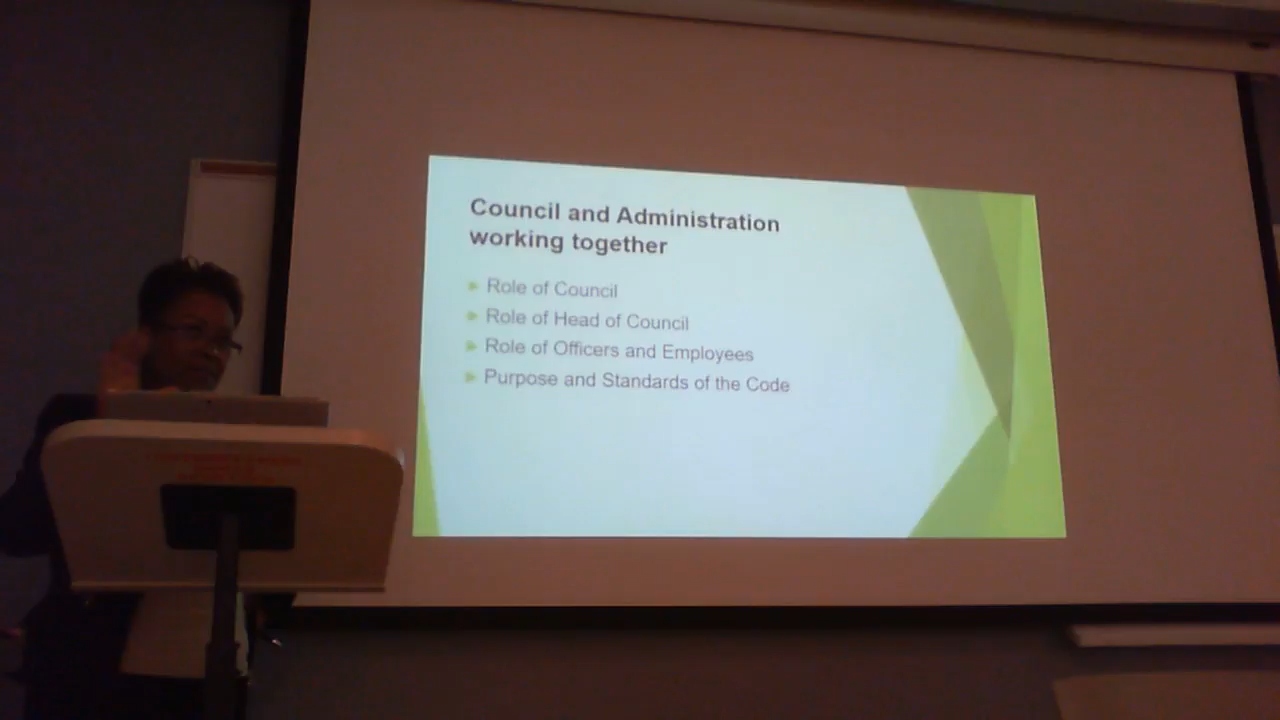 Council and Administration
working together
Role of Council
Role of Head of Council
Role of Officers and Employees
Purpose and Standards of the Code